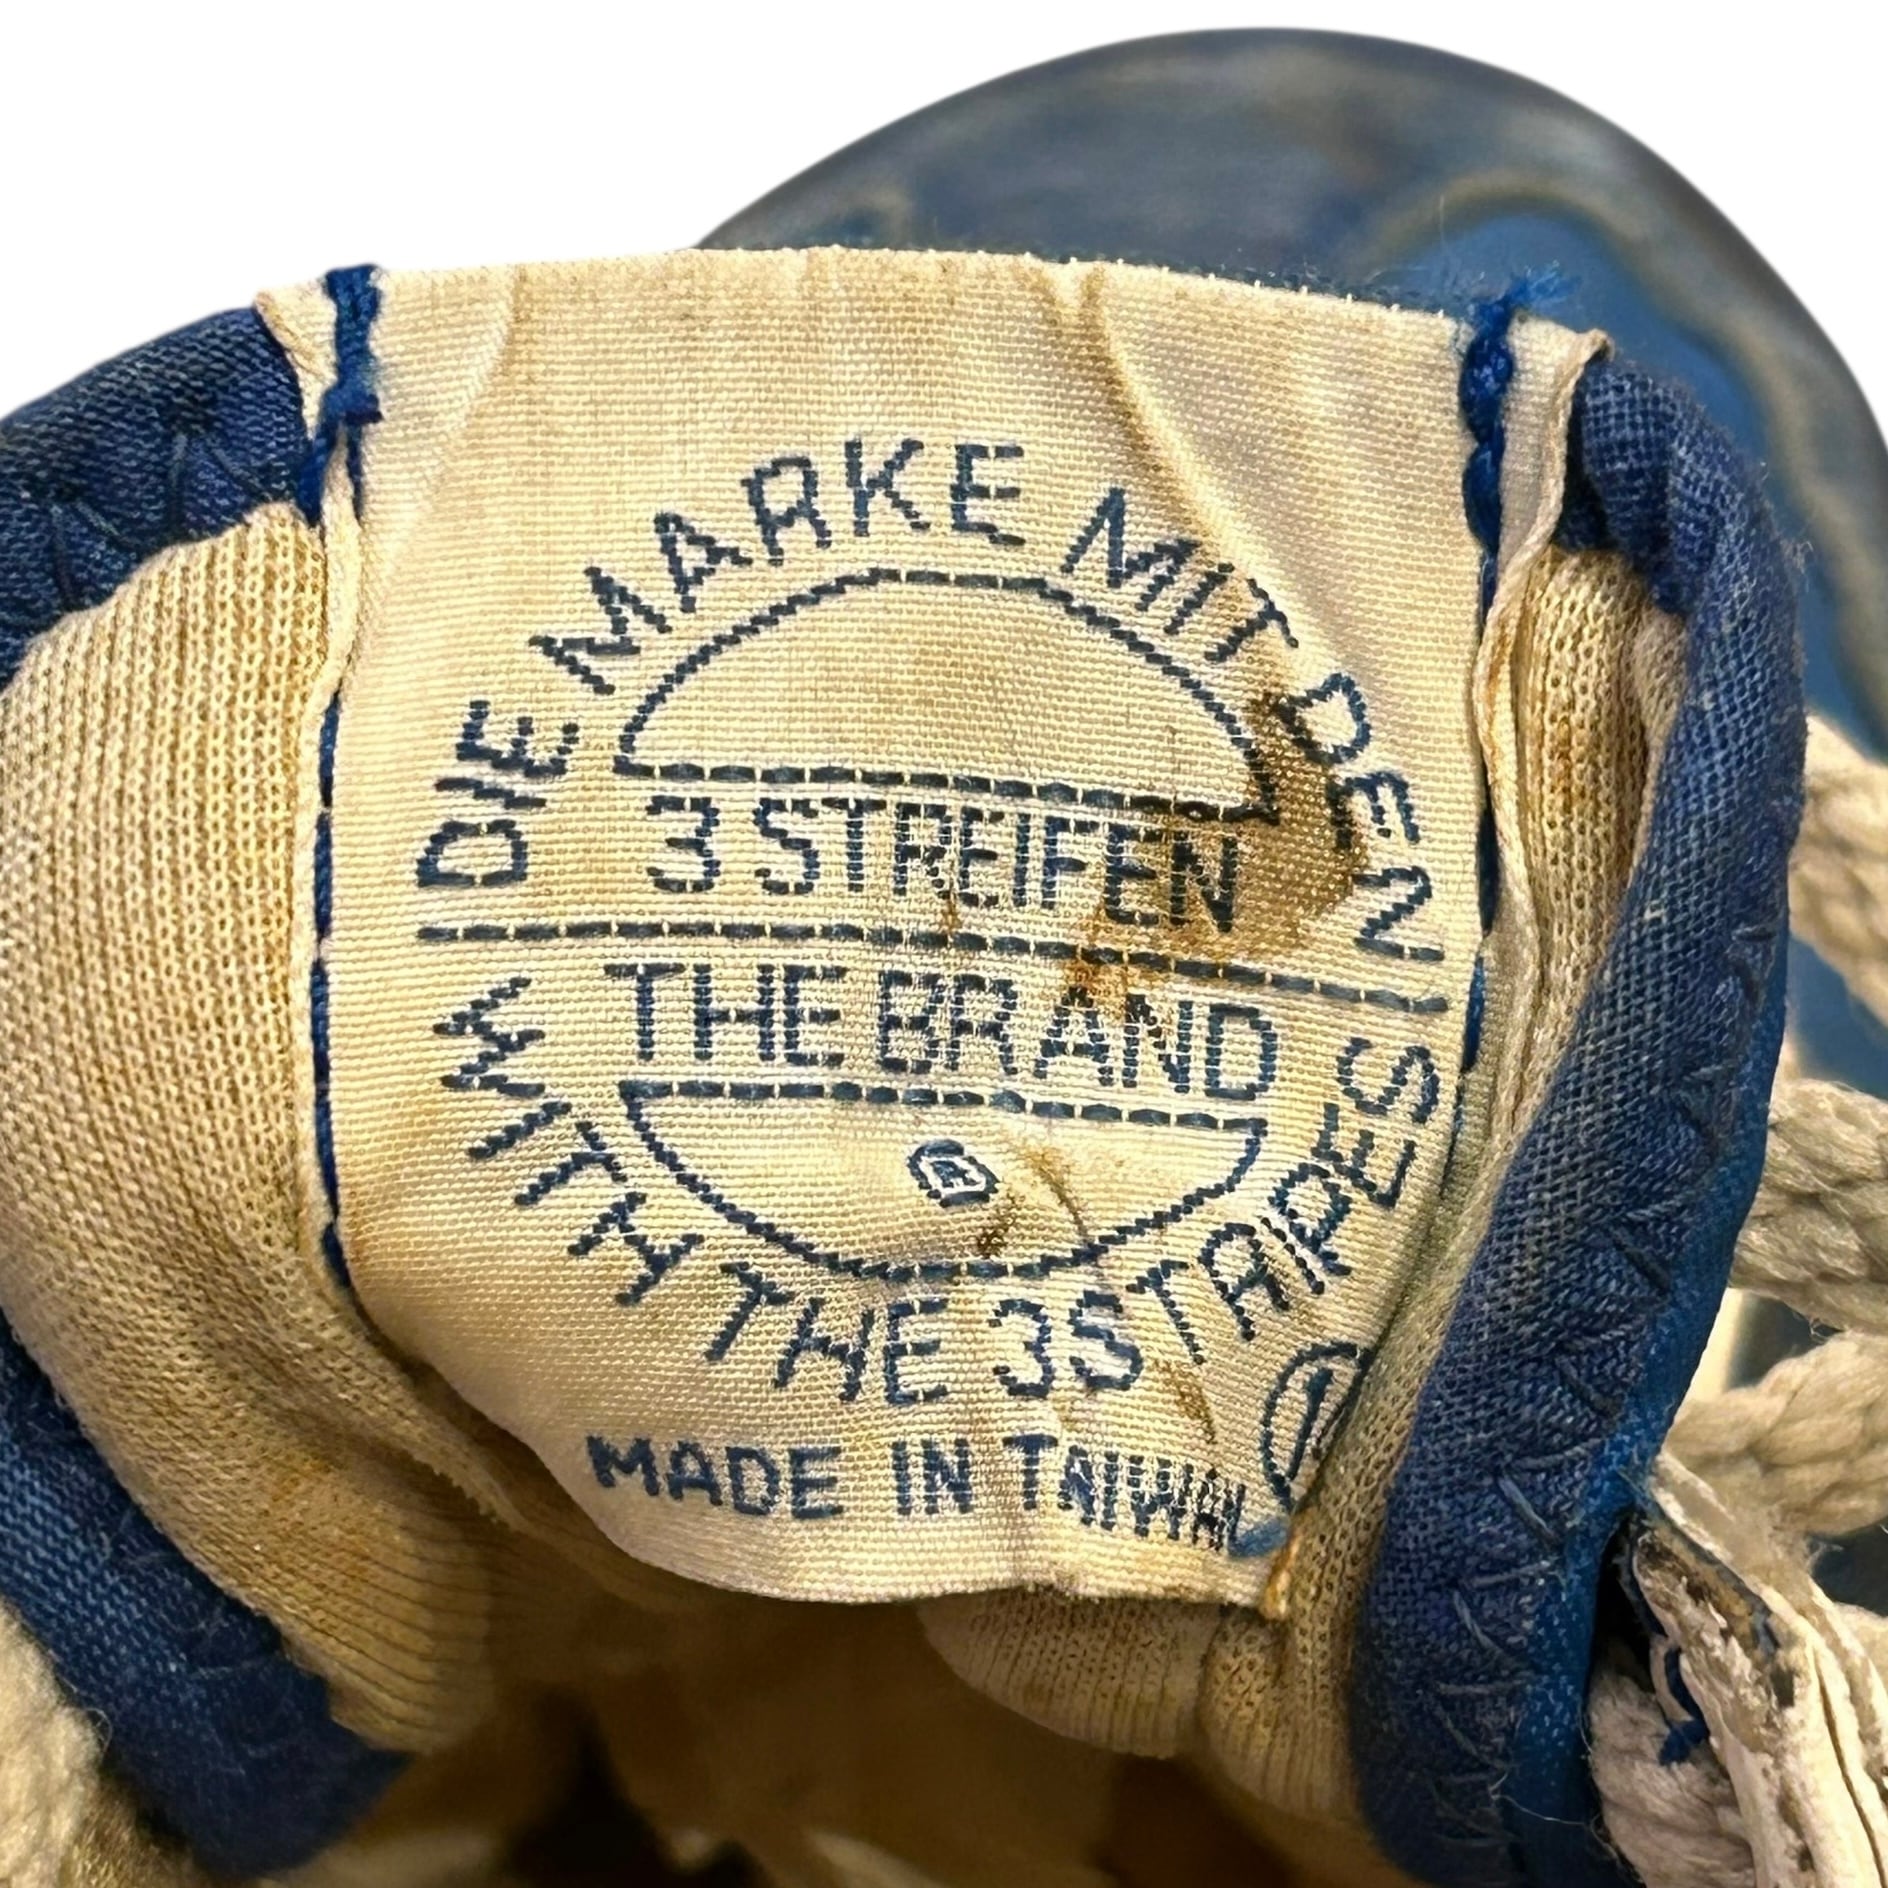 DIE MARKE MIT DEN
3 STREIFEN
THE BRAND
WITH THE 3 STRIPES
®
MADE IN TAIWAN